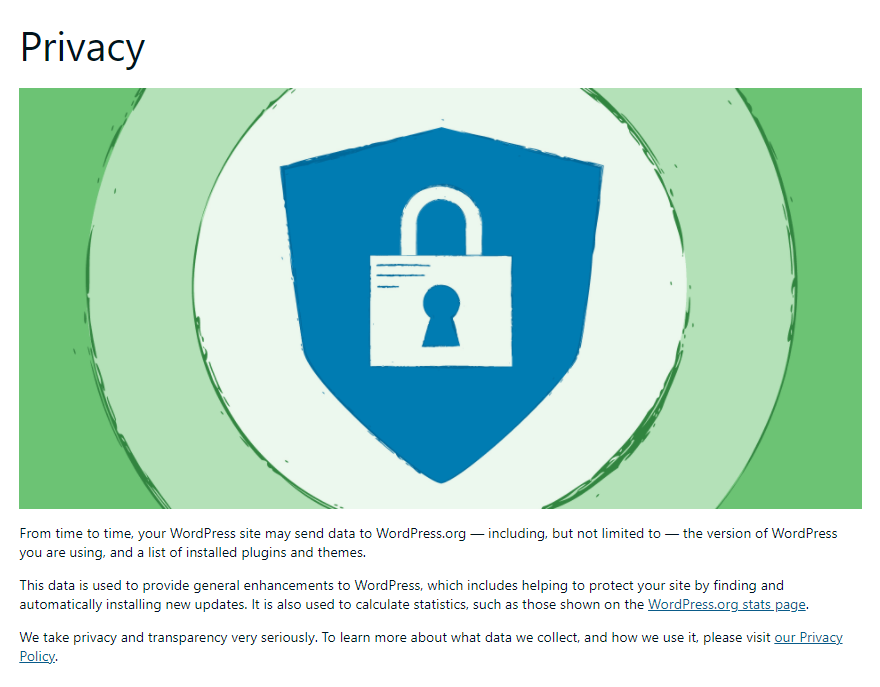 Privacy
From time to time, your WordPress site may send data to WordPress.org — including, but not limited to — the version of WordPress
you are using, and a list of installed plugins and themes.
This data is used to provide general enhancements to WordPress, which includes helping to protect your site by finding and
automatically installing new updates. It is also used to calculate statistics, such as those shown on the WordPress.org stats page.
We take privacy and transparency very seriously. To learn more about what data we collect, and how we use it, please visit our Privacy
Policy.